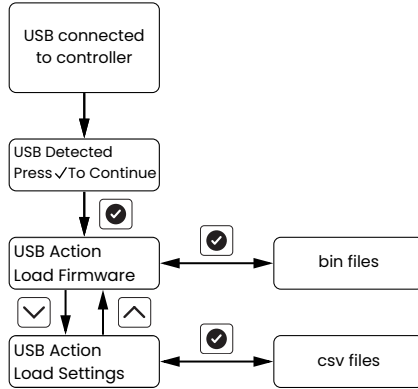 USB connected
to controller
USB Detected
Press ✓To Continue
USB Action
Load Firmware
bin files
USB Action
Load Settings
csv files